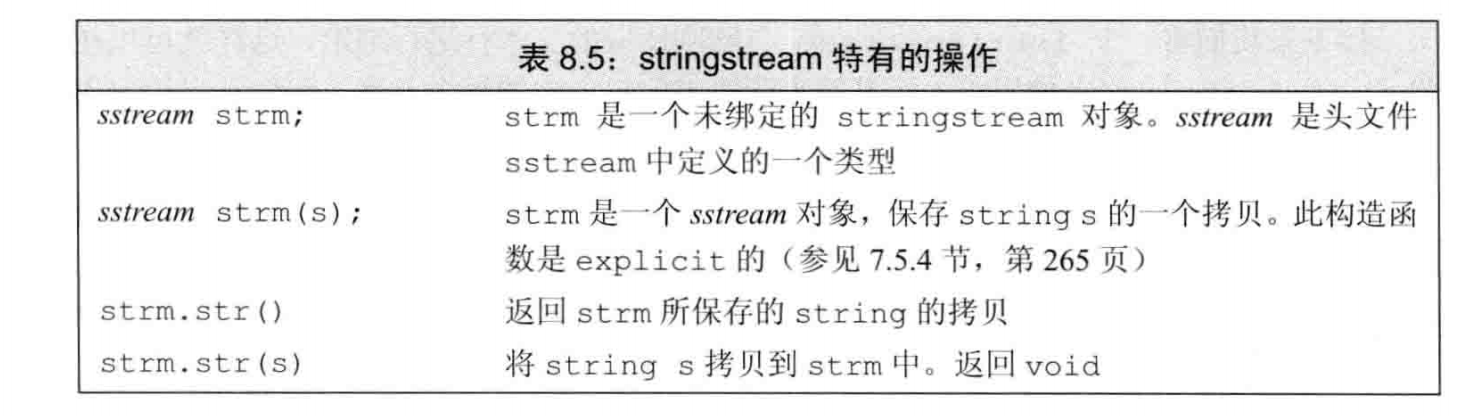 表 8.5：stringstream 特有的操作
sstream strm;
strm 是一个未绑定的 stringstream 对象。sstream 是头文件
sstream 中定义的一个类型
sstream strm(s);
strm 是一个 sstream 对象，保存 string s 的一个拷贝。此构造函
数是 explicit 的（参见 7.5.4 节，第 265 页）
strm.str()
返回 strm 所保存的 string 的拷贝
strm.str(s)
将 string s 拷贝到 strm 中。返回 void